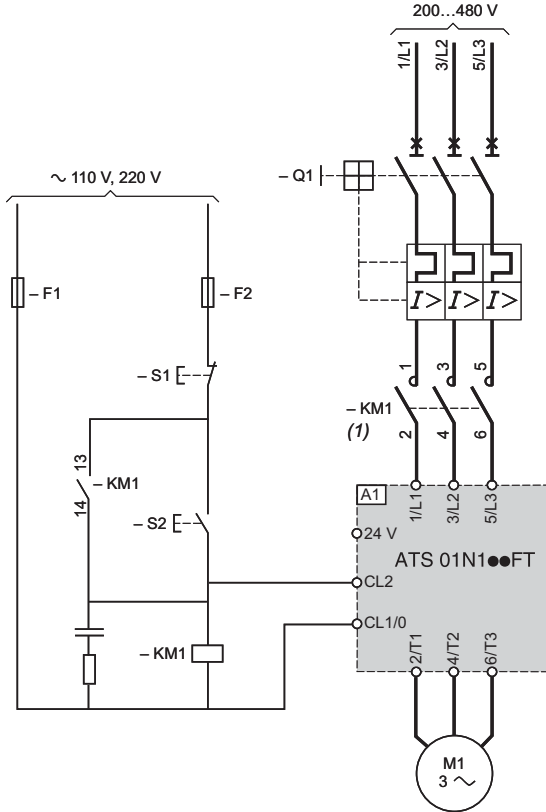 200...480 V
1/L1
3/L2
5/L3
– Q1
I>
I>
I>
~ 110 V, 220 V
– F1
– F2
– S1
13
14
– KM1
– S2
– KM1
1
3
5
– KM1
(1)
2
4
6
A1
1/L1
3/L2
5/L3
24 V
ATS 01N1●●FT
CL2
CL1/0
2/T1
4/T2
6/T3
M1
3 ~